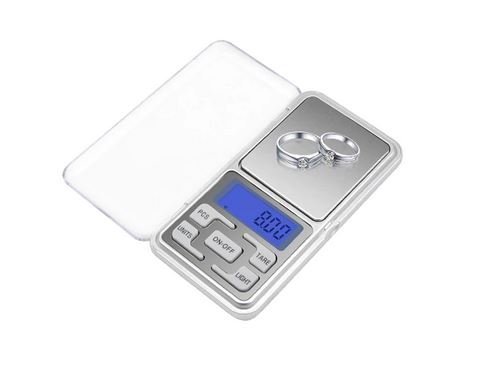 8.00
PCS
UNITS
ON-OFF
TARE
LIGHT